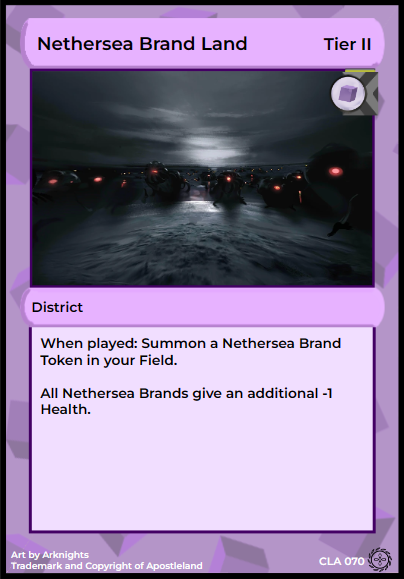 Nethersea Brand Land
Tier II
District
When played: Summon a Nethersea Brand
Token in your Field.
All Nethersea Brands give an additional -1
Health.
Art by Arknights
Trademark and Copyright of Apostleland
CLA 070